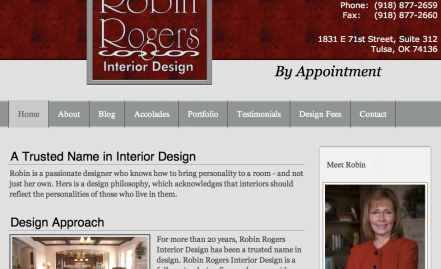 Robin
Rogers
Interior Design
Phone: (918) 877-2659
Fax: (918) 877-2660
1831 E 71st Street, Suite 312
Tulsa, OK 74136
By Appointment
Home About Blog Accolades Portfolio Testimonials Design Fees Contact
A Trusted Name in Interior Design
Robin is a passionate designer who knows how to bring personality to a room - and not
just her own. Hers is a design philosophy, which acknowledges that interiors should
reflect the personalities of those who live in them.
Design Approach
For more than 20 years, Robin Rogers
Interior Design has been a trusted name in
design. Robin Rogers Interior Design is a
Meet Robin